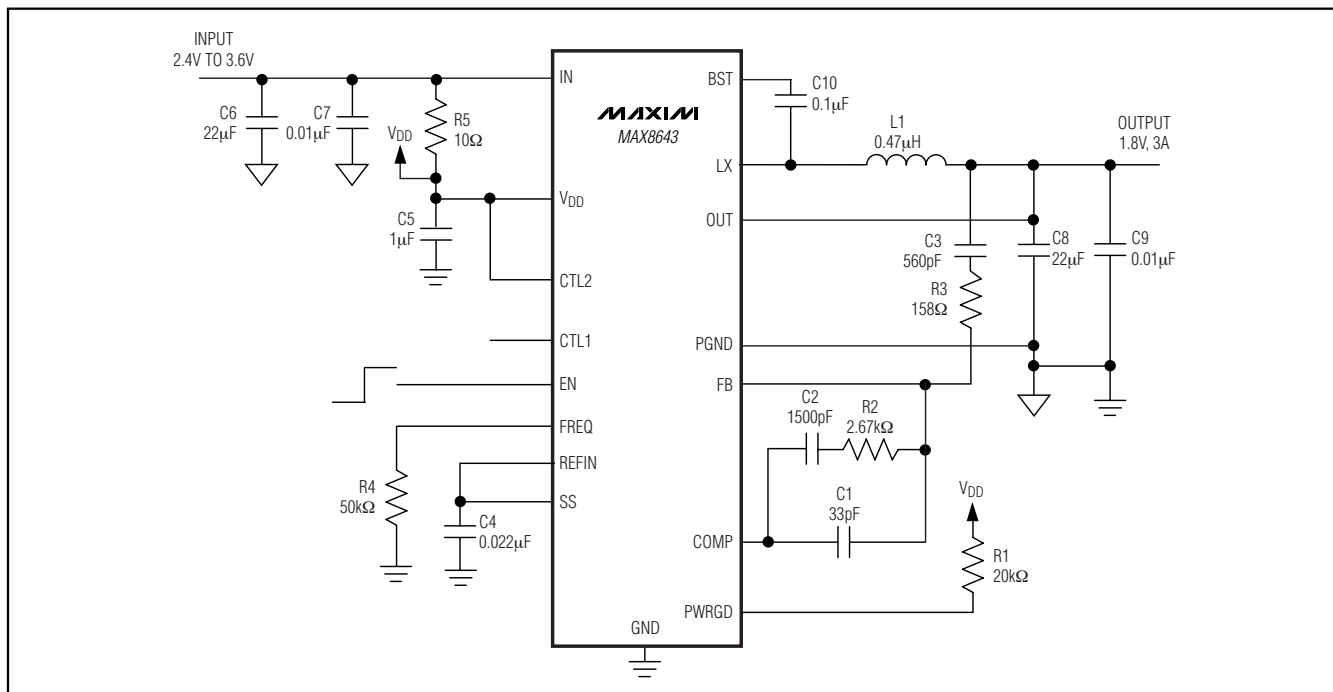 INPUT
2.4V TO 3.6V
C6
22µF
C7
0.01µF
R5
10Ω
VDD
C5
1µF
R4
50kΩ
C4
0.022µF
IN
VDD
CTL2
CTL1
EN
FREQ
REFIN
SS
MAXIM
MAX8643
GND
BST
LX
OUT
PGND
FB
COMP
PWRGD
C10
0.1µF
L1
0.47µH
OUTPUT
1.8V, 3A
C3
560pF
R3
158Ω
C8
22µF
C9
0.01µF
C2
1500pF
R2
2.67kΩ
C1
33pF
VDD
R1
20kΩ